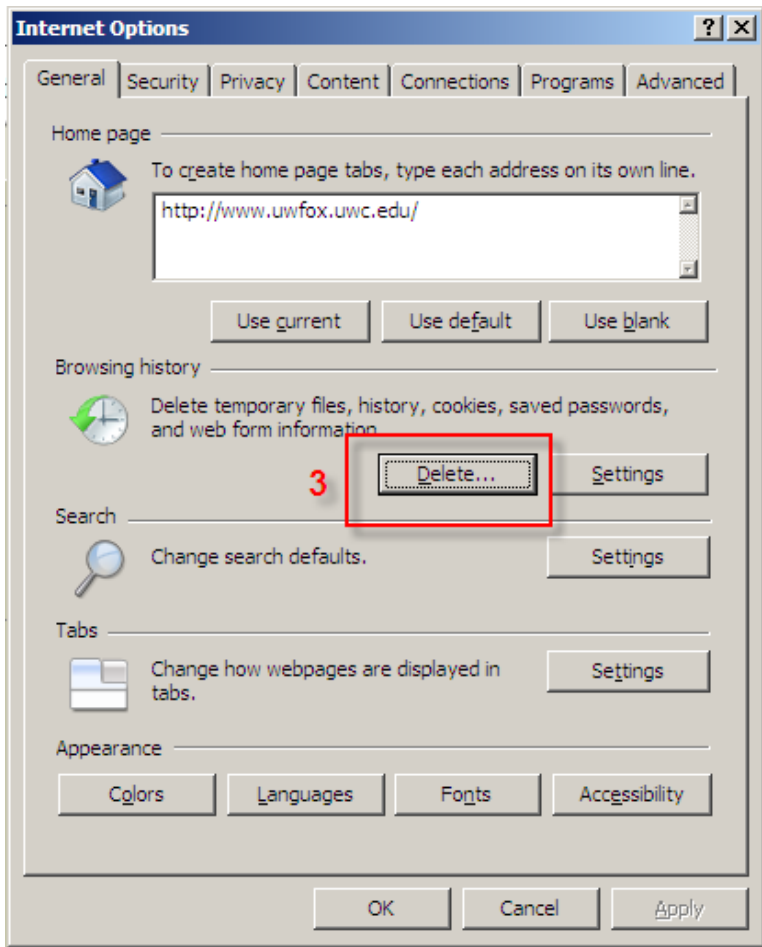 Internet Options
General Security Privacy Content Connections Programs Advanced
Home page
To create home page tabs, type each address on its own line.
http://www.uwfox.uwc.edu/
Use current Use default Use blank
Browsing history
Delete temporary files, history, cookies, saved passwords,
and web form information.
3 Delete... Settings
Search
Change search defaults. Settings
Tabs
Change how webpages are displayed in
tabs.
Settings
Appearance
Colors Languages Fonts Accessibility
OK Cancel Apply